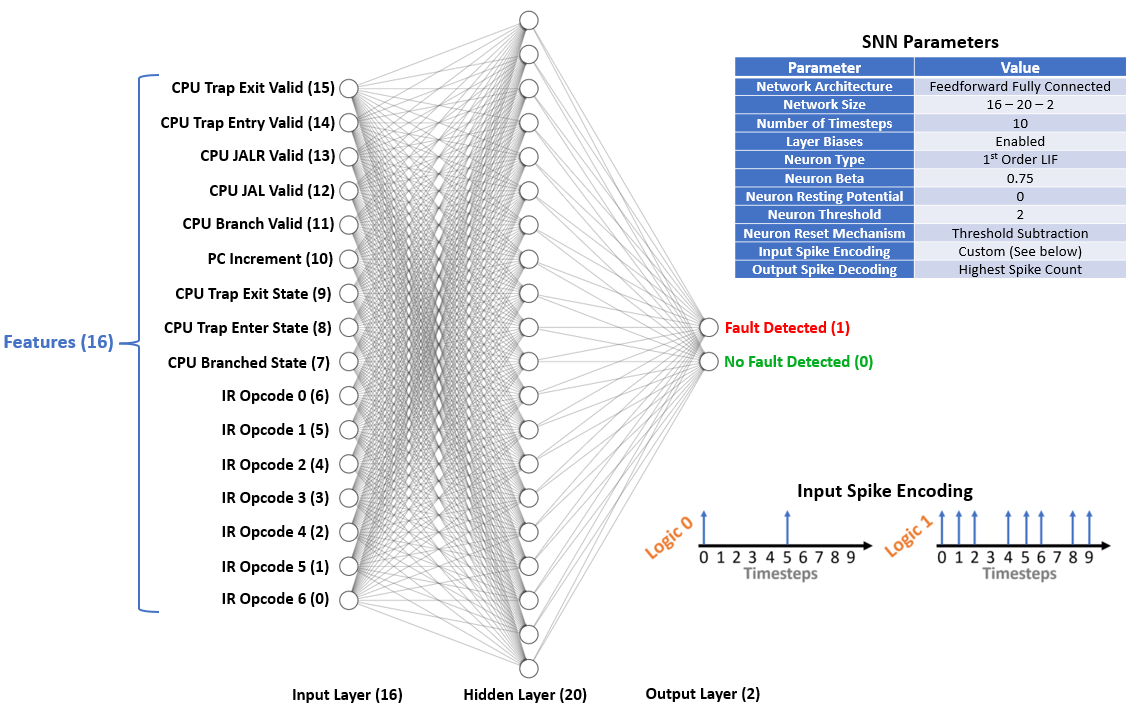 SNN Parameters
Parameter Value
Network Architecture Feedforward Fully Connected
Network Size 16 – 20 – 2
Number of Timesteps 10
Layer Biases Enabled
Neuron Type 1st Order LIF
Neuron Beta 0.75
Neuron Resting Potential 0
Neuron Threshold 2
Neuron Reset Mechanism Threshold Subtraction
Input Spike Encoding Custom (See below)
Output Spike Decoding Highest Spike Count
Features (16)
CPU Trap Exit Valid (15)
CPU Trap Entry Valid (14)
CPU JALR Valid (13)
CPU JAL Valid (12)
CPU Branch Valid (11)
PC Increment (10)
CPU Trap Exit State (9)
CPU Trap Enter State (8)
CPU Branched State (7)
IR Opcode 0 (6)
IR Opcode 1 (5)
IR Opcode 2 (4)
IR Opcode 3 (3)
IR Opcode 4 (2)
IR Opcode 5 (1)
IR Opcode 6 (0)
Fault Detected (1)
No Fault Detected (0)
Input Spike Encoding
Logic 0
0 1 2 3 4 5 6 7 8 9
Timesteps
Logic 1
0 1 2 3 4 5 6 7 8 9
Timesteps
Input Layer (16)
Hidden Layer (20)
Output Layer (2)